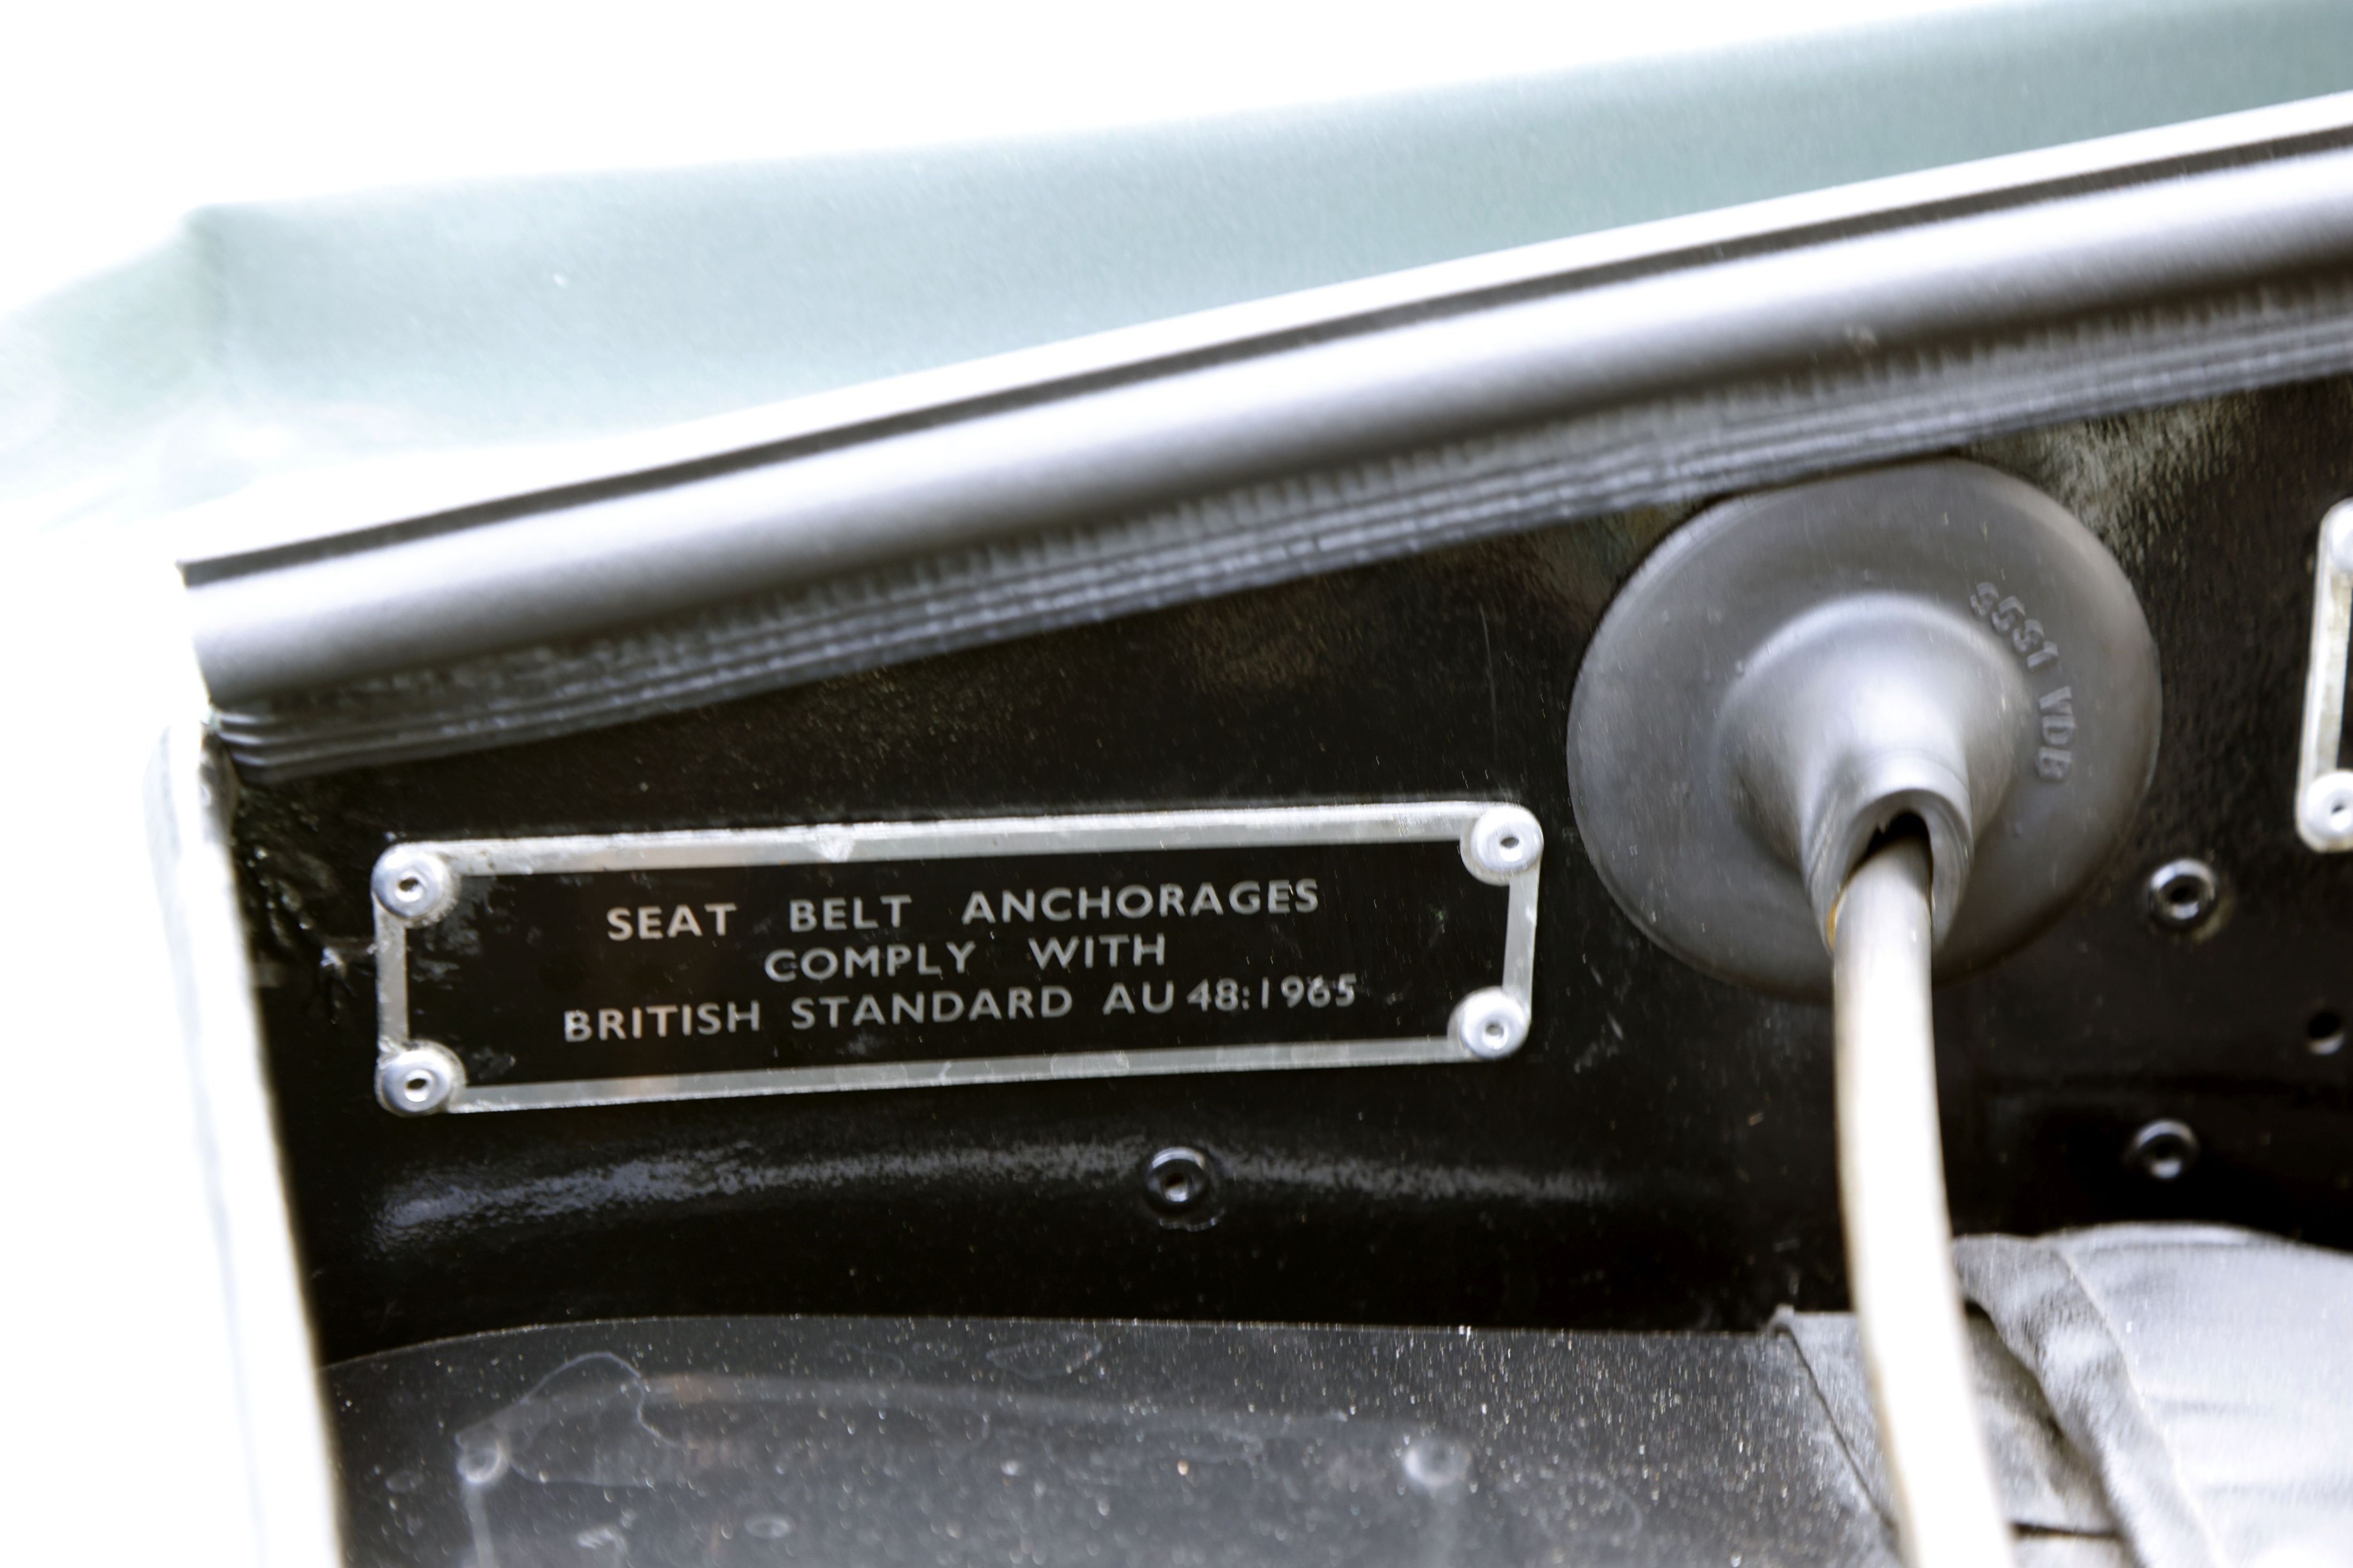 SEAT BELT ANCHORAGES
COMPLY WITH
BRITISH STANDARD AU 48:1965